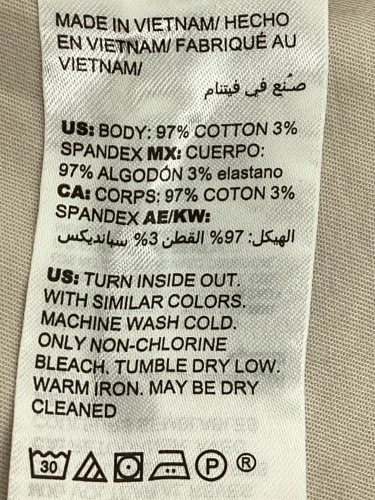 MADE IN VIETNAM/ HECHO
EN VIETNAM/ FABRIQUÉ AU
VIETNAM/
صُنع في فيتنام
US: BODY: 97% COTTON 3%
SPANDEX MX: CUERPO:
97% ALGODÓN 3% elastano
CA: CORPS: 97% COTON 3%
SPANDEX AE/KW:
الهيكل: 97% القطن 3% سباندیکس
US: TURN INSIDE OUT.
WITH SIMILAR COLORS.
MACHINE WASH COLD.
ONLY NON-CHLORINE
BLEACH. TUMBLE DRY LOW.
WARM IRON. MAY BE DRY
CLEANED
30 P ®